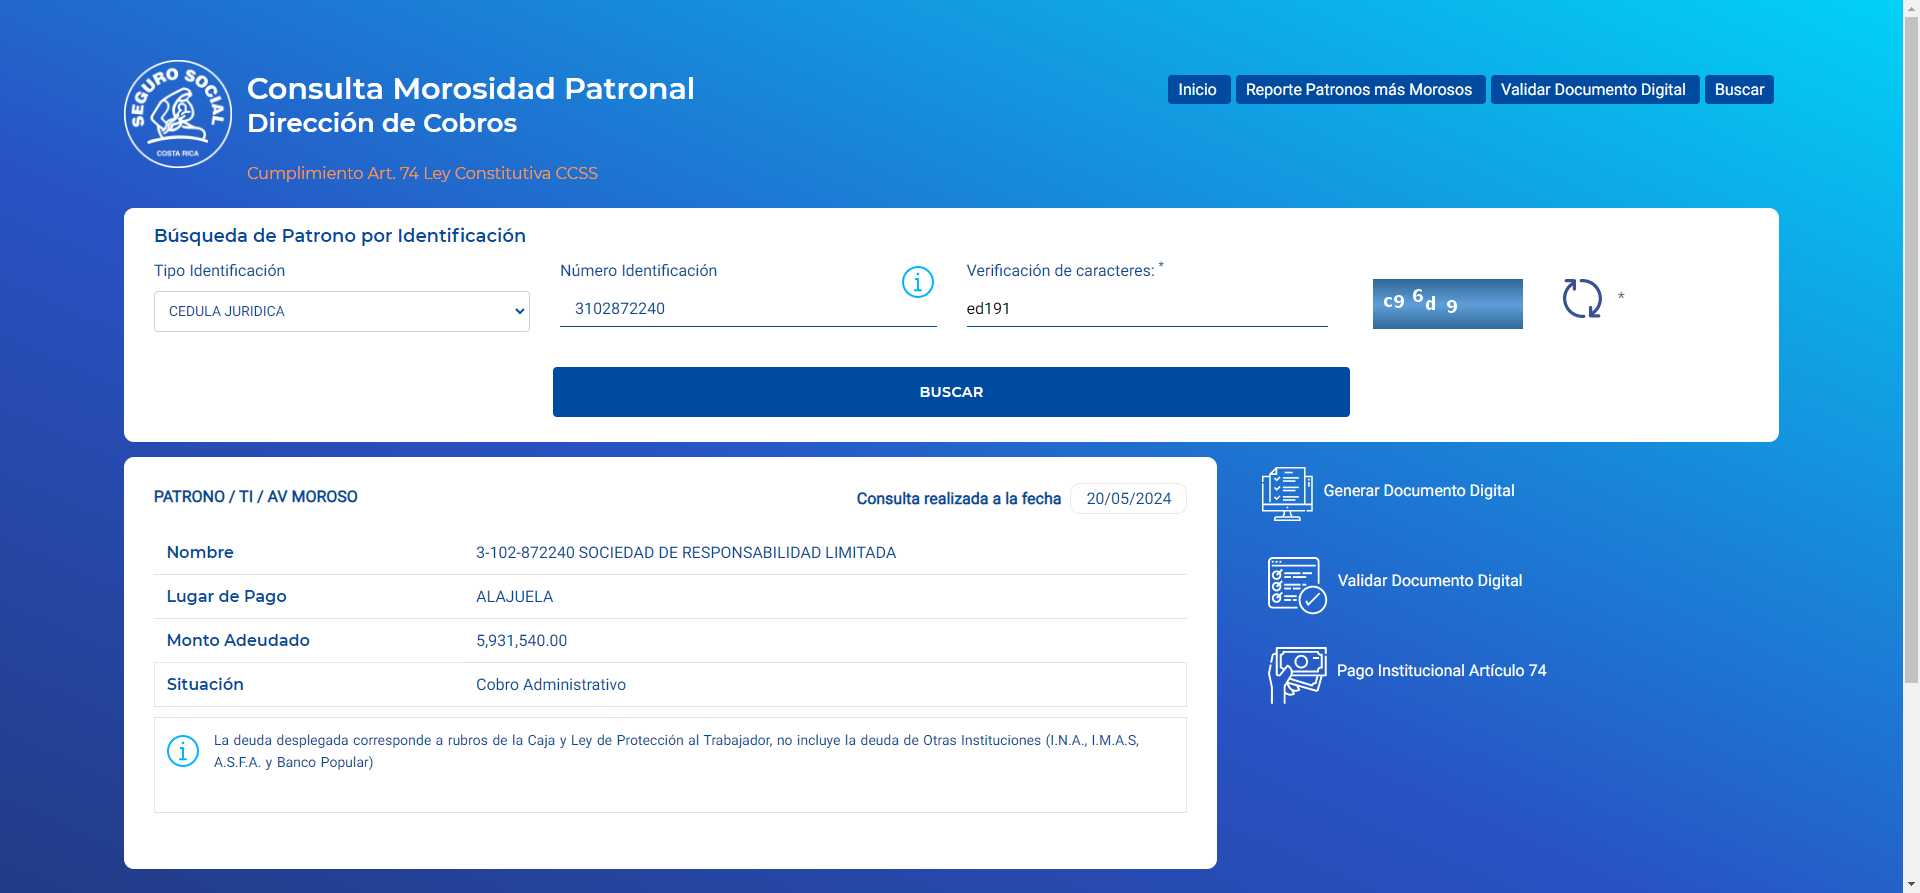 SEGURO SOCIAL
COSTA RICA
Consulta Morosidad Patronal
Dirección de Cobros
Cumplimiento Art. 74 Ley Constitutiva CCSS
Inicio
Reporte Patronos más Morosos
Validar Documento Digital
Buscar
Búsqueda de Patrono por Identificación
Tipo Identificación
Número Identificación
Verificación de caracteres: *
CEDULA JURIDICA
3102872240
ed191
c9 6d 9
*
BUSCAR
PATRONO / TI / AV MOROSO
Consulta realizada a la fecha 20/05/2024
Nombre 3-102-872240 SOCIEDAD DE RESPONSABILIDAD LIMITADA
Lugar de Pago ALAJUELA
Monto Adeudado 5,931,540.00
Situación Cobro Administrativo
La deuda desplegada corresponde a rubros de la Caja y Ley de Protección al Trabajador, no incluye la deuda de Otras Instituciones (I.N.A., I.M.A.S,
A.S.F.A. y Banco Popular)
Generar Documento Digital
Validar Documento Digital
Pago Institucional Artículo 74